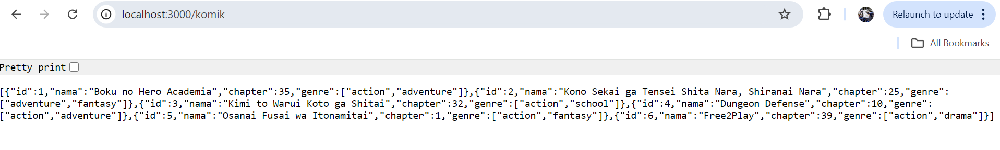 localhost:3000/komik
Relaunch to update
All Bookmarks
Pretty print
[{"id":1,"nama":"Boku no Hero Academia","chapter":35,"genre":["action","adventure"]},{"id":2,"nama":"Kono Sekai ga Tensei Shita Nara, Shiranai Nara","chapter":25,"genre":
["adventure","fantasy"]},{"id":3,"nama":"Kimi to Warui Koto ga Shitai","chapter":32,"genre":["action","school"]},{"id":4,"nama":"Dungeon Defense","chapter":10,"genre":
["action","adventure"]},{"id":5,"nama":"Osanai Fusai wa Itonamitai","chapter":1,"genre":["action","fantasy"]},{"id":6,"nama":"Free2Play","chapter":39,"genre":["action","drama"]}]